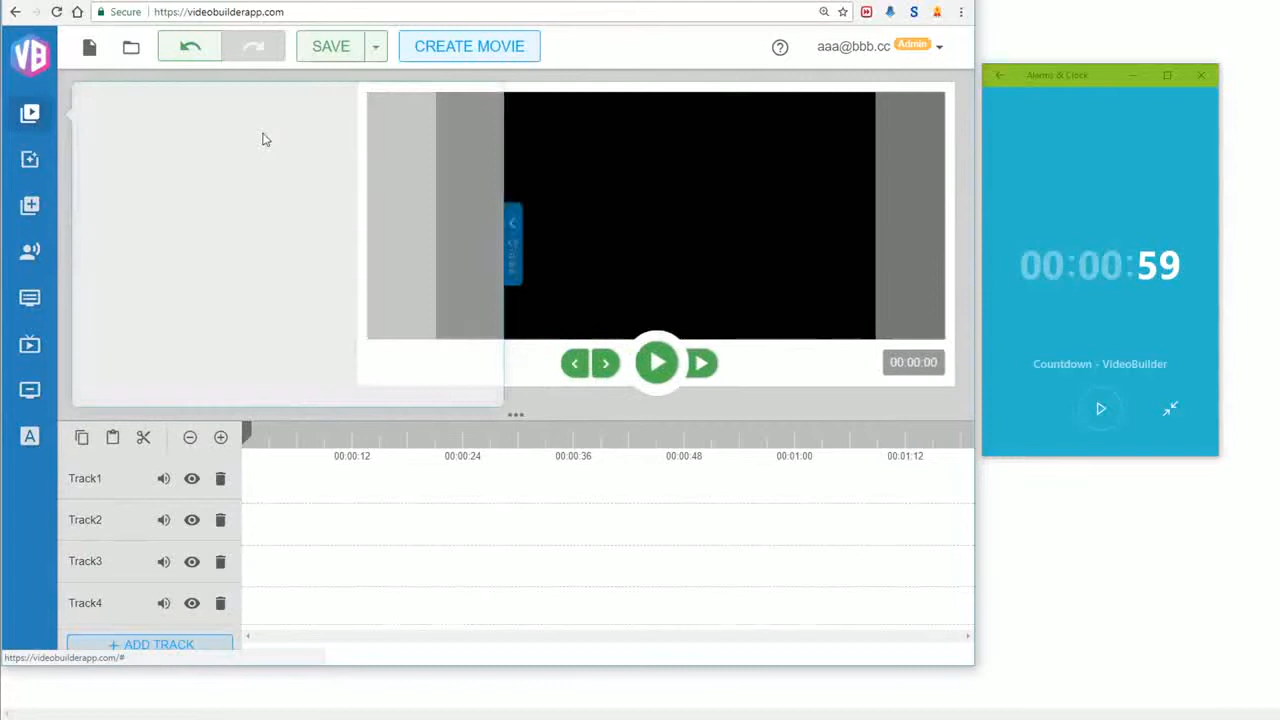 Secure https://videobuilderapp.com
VB
SAVE
CREATE MOVIE
aaa@bbb.cc Admin
Alarms & Clock
Close
00:00:59
Countdown - VideoBuilder
00:00:00
00:00:12 00:00:24 00:00:36 00:00:48 00:01:00 00:01:12
Track1
Track2
Track3
Track4
+ ADD TRACK
https://videobuilderapp.com/#